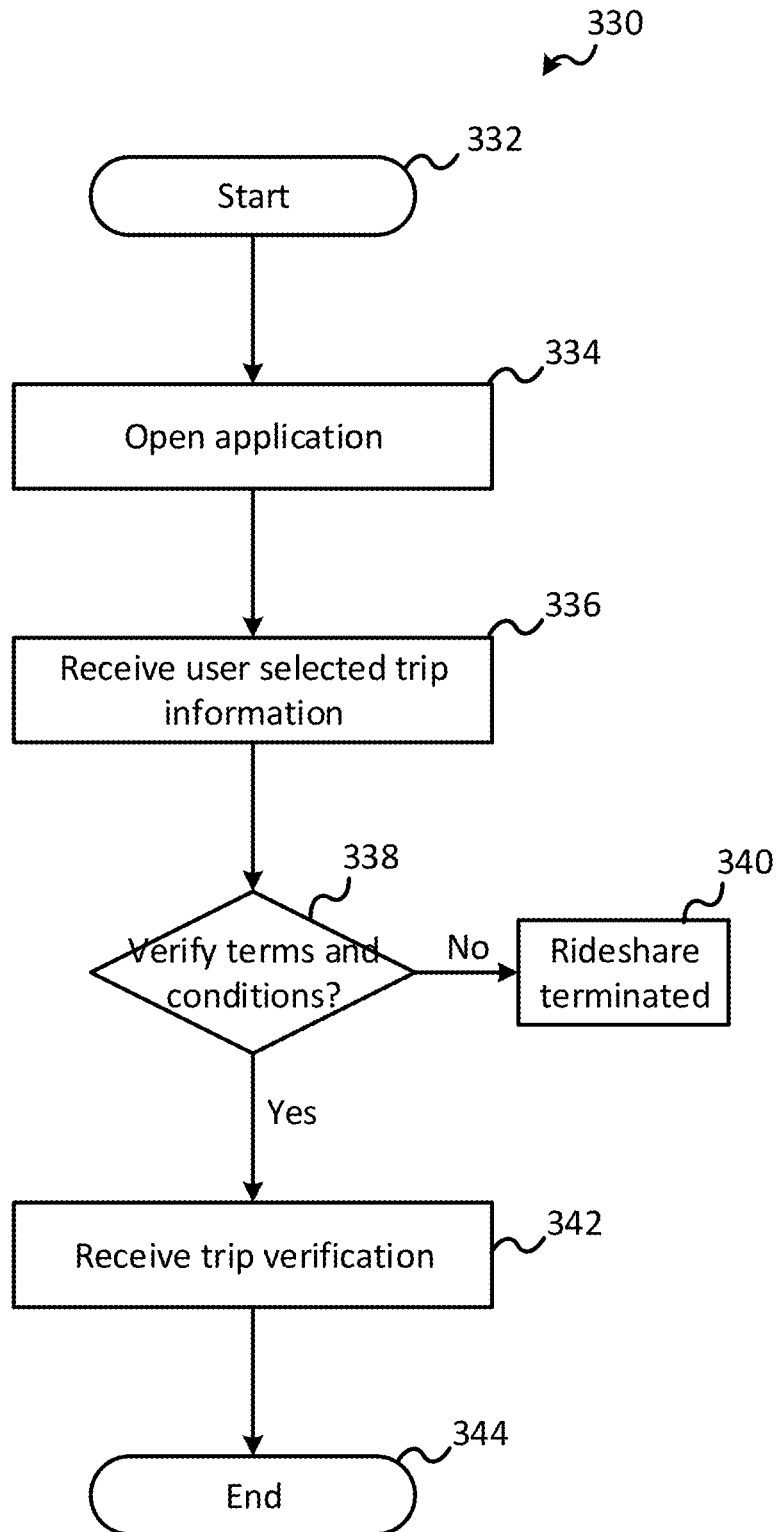 330
332
Start
334
Open application
336
Receive user selected trip
information
338
340
Verify terms and
conditions?
No
Rideshare
terminated
Yes
342
Receive trip verification
344
End